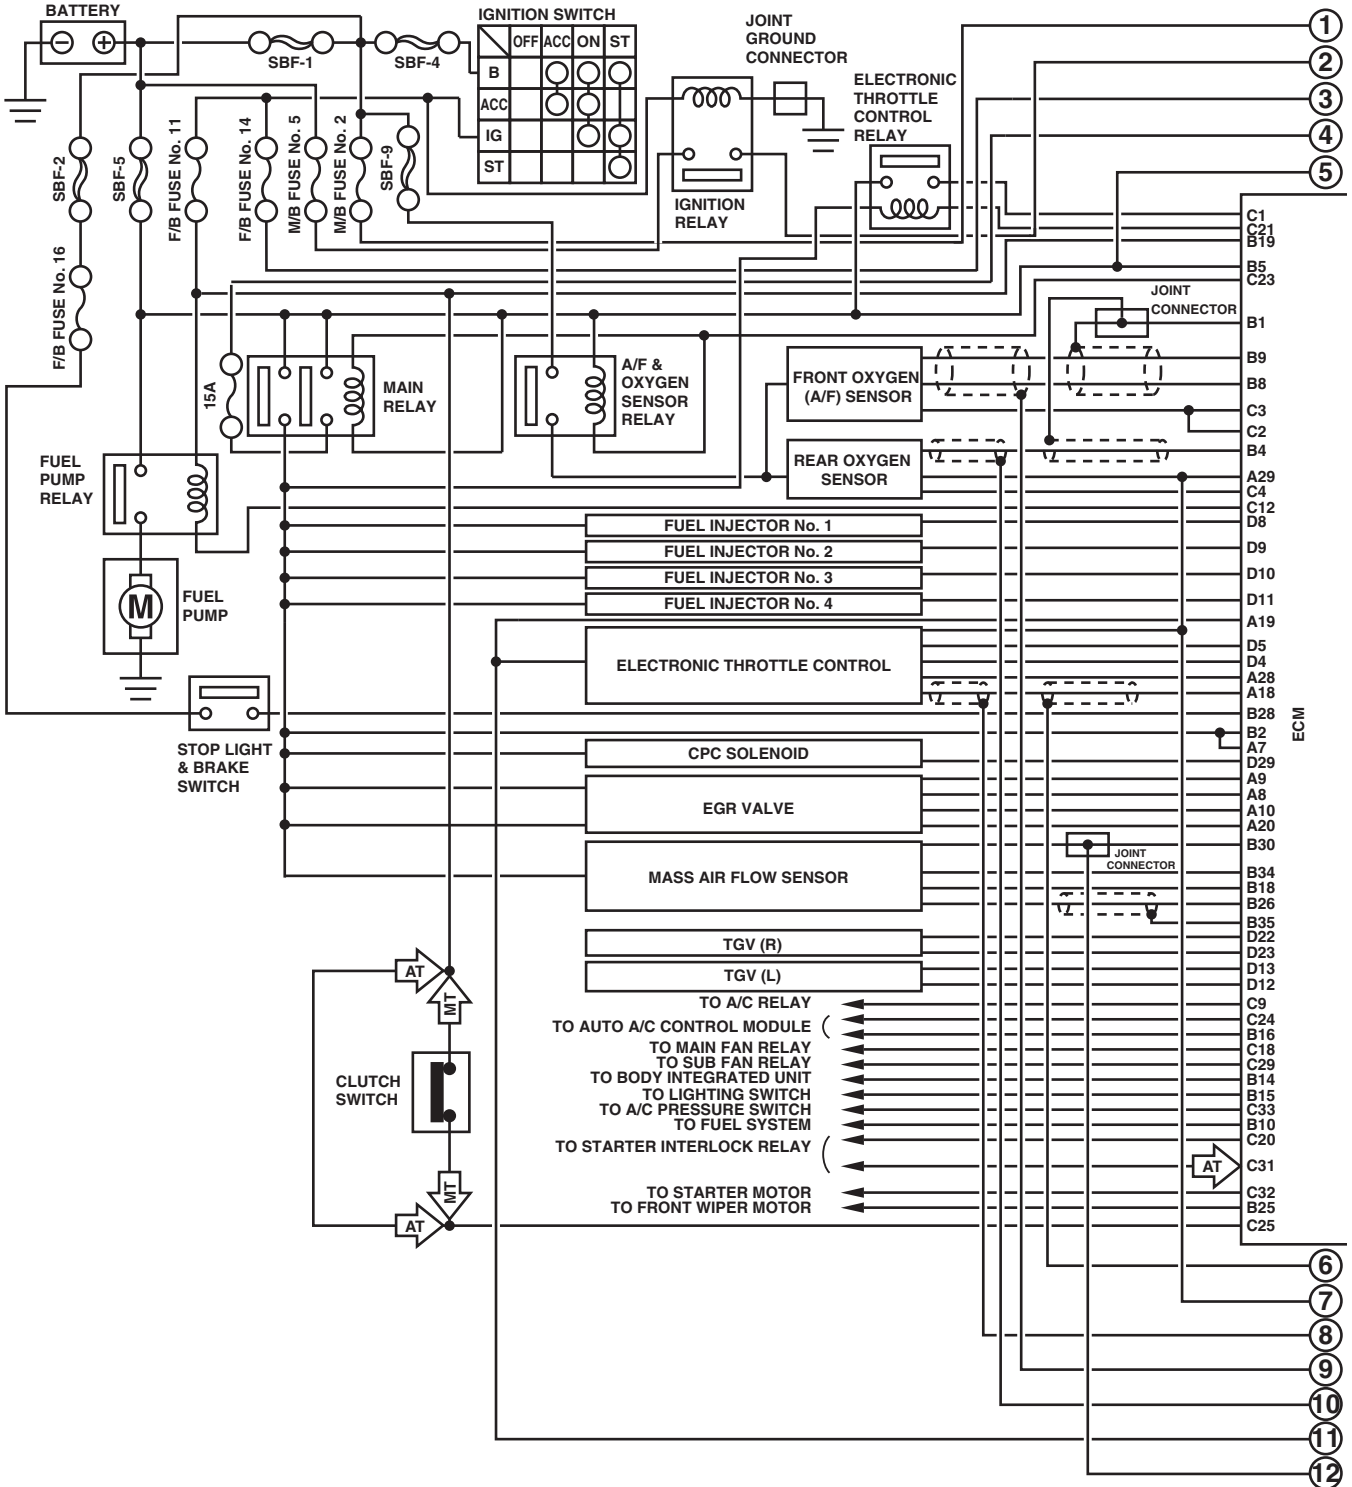 BATTERY
SBF-1
SBF-4
IGNITION SWITCH
OFF ACC ON ST
B
ACC
IG
ST
JOINT
GROUND
CONNECTOR
ELECTRONIC
THROTTLE
CONTROL
RELAY
IGNITION
RELAY
SBF-2
SBF-5
F/B FUSE No. 11
F/B FUSE No. 14
M/B FUSE No. 5
M/B FUSE No. 2
SBF-9
F/B FUSE No. 16
15A
MAIN
RELAY
A/F &
OXYGEN
SENSOR
RELAY
FUEL
PUMP
RELAY
M
FUEL
PUMP
STOP LIGHT
& BRAKE
SWITCH
JOINT
CONNECTOR
FRONT OXYGEN
(A/F) SENSOR
REAR OXYGEN
SENSOR
FUEL INJECTOR No. 1
FUEL INJECTOR No. 2
FUEL INJECTOR No. 3
FUEL INJECTOR No. 4
ELECTRONIC THROTTLE CONTROL
CPC SOLENOID
EGR VALVE
MASS AIR FLOW SENSOR
JOINT
CONNECTOR
TGV (R)
TGV (L)
TO A/C RELAY
TO AUTO A/C CONTROL MODULE
TO MAIN FAN RELAY
TO SUB FAN RELAY
TO BODY INTEGRATED UNIT
TO LIGHTING SWITCH
TO A/C PRESSURE SWITCH
TO FUEL SYSTEM
TO STARTER INTERLOCK RELAY
TO STARTER MOTOR
TO FRONT WIPER MOTOR
AT
MT
CLUTCH
SWITCH
MT
AT
AT
1
2
3
4
5
C1
C21
B19
B5
C23
B1
B9
B8
C3
C2
B4
A29
C4
C12
D8
D9
D10
D11
A19
D5
D4
A28
A18
B28
B2
A7
D29
A9
A8
A10
A20
B30
B34
B18
B26
B35
D22
D23
D13
D12
C9
C24
B16
C18
C29
B14
B15
C33
B10
C20
C31
C32
B25
C25
ECM
6
7
8
9
10
11
12